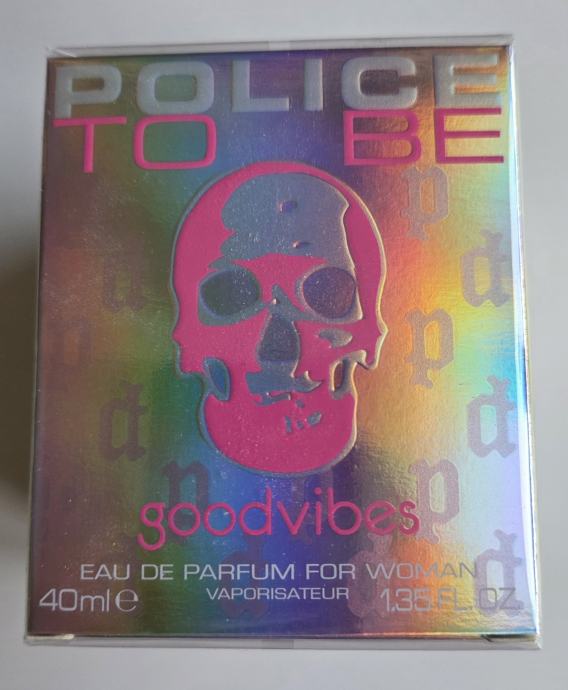 POLICE
TO BE
goodvibes
EAU DE PARFUM FOR WOMAN
40ml ℮ VAPORISATEUR 1.35 FL. OZ.